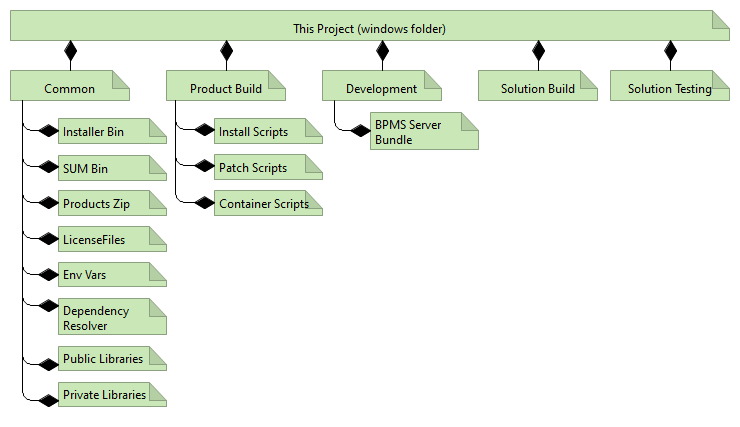 This Project (windows folder)
Common
Product Build
Development
Solution Build
Solution Testing
Installer Bin
SUM Bin
Products Zip
LicenseFiles
Env Vars
Dependency
Resolver
Public Libraries
Private Libraries
Install Scripts
Patch Scripts
Container Scripts
BPMS Server
Bundle